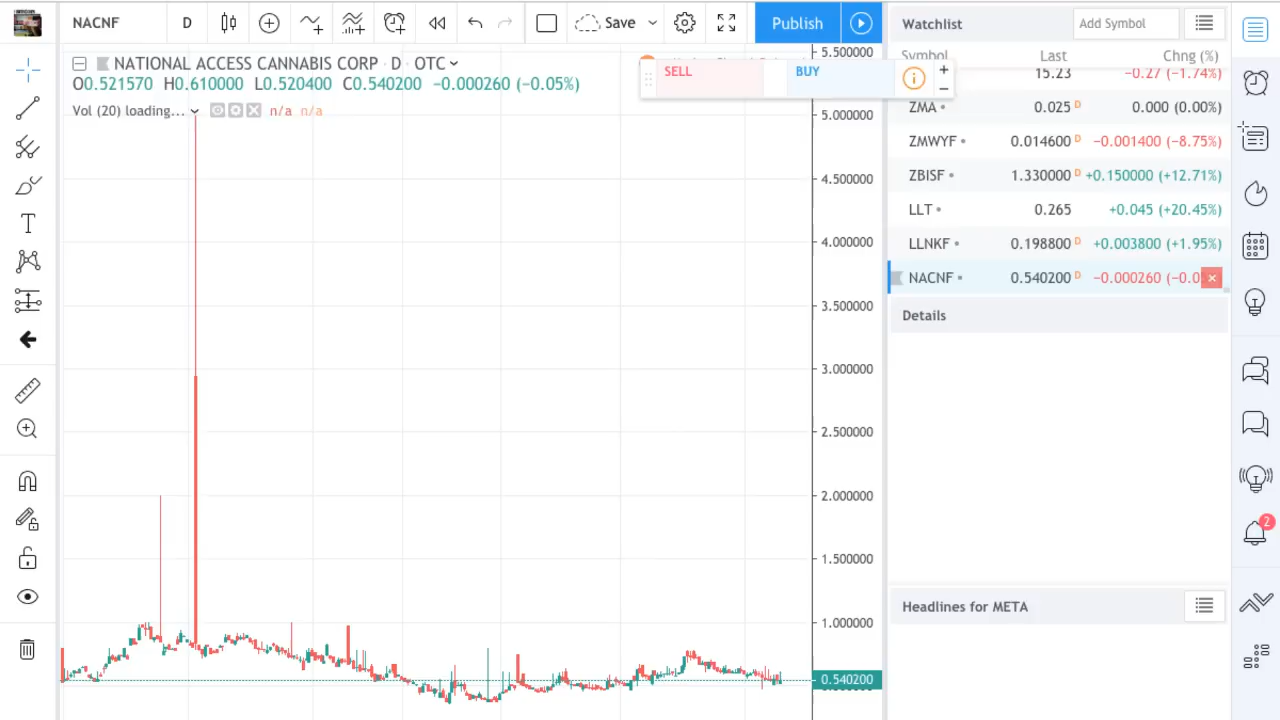 NACNF D Save Publish
Watchlist Add Symbol
Symbol Last Chng (%)
NATIONAL ACCESS CANNABIS CORP · D · OTC
O0.521570 H0.610000 L0.520400 C0.540200 −0.000260 (−0.05%)
Vol (20) loading... n/a n/a
SELL BUY
15.23 −0.27 (−1.74%)
ZMA 0.025 D 0.000 (0.00%)
ZMWYF 0.014600 D −0.001400 (−8.75%)
ZBISF 1.330000 D +0.150000 (+12.71%)
LLT 0.265 +0.045 (+20.45%)
LLNKF 0.198800 D +0.003800 (+1.95%)
NACNF 0.540200 D −0.000260 (−0.0
Details
Headlines for META
2
5.500000
5.000000
4.500000
4.000000
3.500000
3.000000
2.500000
2.000000
1.500000
1.000000
0.540200